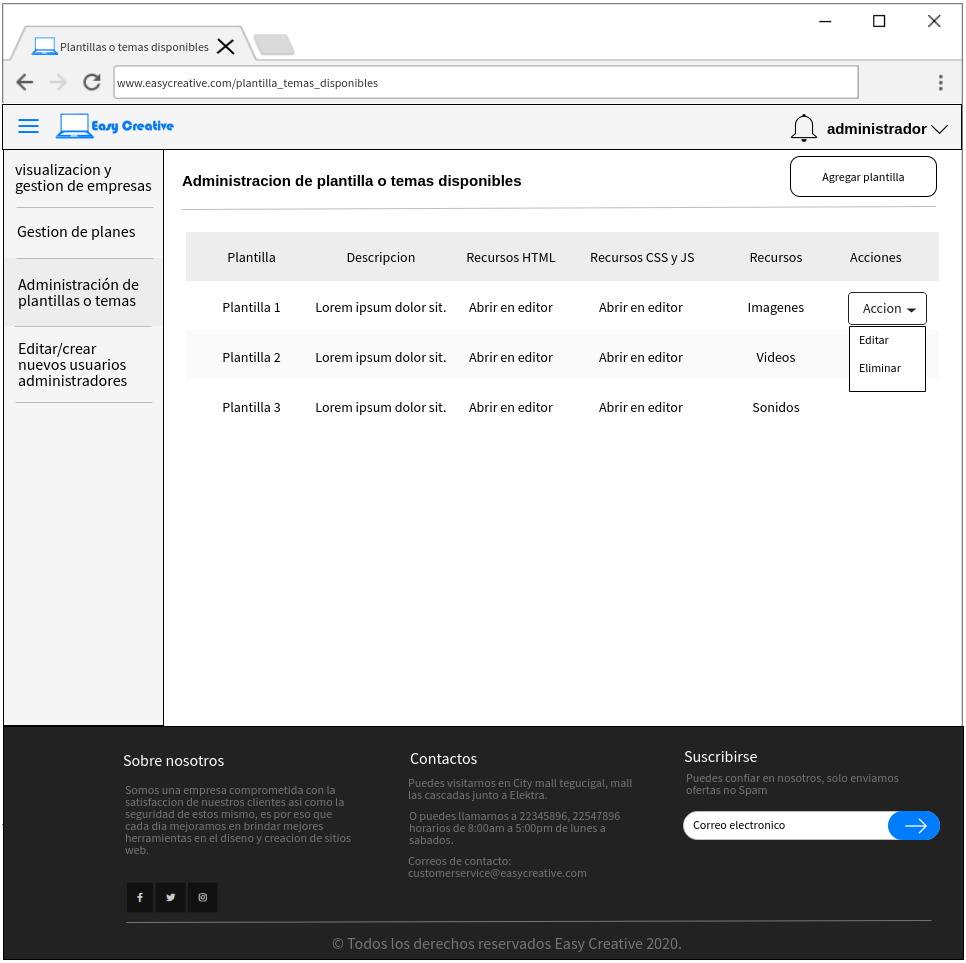 Plantillas o temas disponibles
www.easycreative.com/plantilla_temas_disponibles
Easy Creative
administrador
visualizacion y
gestion de empresas
Gestion de planes
Administración de
plantillas o temas
Editar/crear
nuevos usuarios
administradores
Administracion de plantilla o temas disponibles
Agregar plantilla
Plantilla Descripcion Recursos HTML Recursos CSS y JS Recursos Acciones
Plantilla 1 Lorem ipsum dolor sit. Abrir en editor Abrir en editor Imagenes Accion
Editar
Plantilla 2 Lorem ipsum dolor sit. Abrir en editor Abrir en editor Videos
Eliminar
Plantilla 3 Lorem ipsum dolor sit. Abrir en editor Abrir en editor Sonidos
Sobre nosotros
Somos una empresa comprometida con la
satisfaccion de nuestros clientes asi como la
seguridad de estos mismo, es por eso que
cada dia mejoramos en brindar mejores
herramientas en el diseno y creacion de sitios
web.
Contactos
Puedes visitarnos en City mall tegucigal, mall
las cascadas junto a Elektra.
O puedes llamarnos a 22345896, 22547896
horarios de 8:00am a 5:00pm de lunes a
sabados.
Correos de contacto:
customerservice@easycreative.com
Suscribirse
Puedes confiar en nosotros, solo enviamos
ofertas no Spam
Correo electronico
© Todos los derechos reservados Easy Creative 2020.